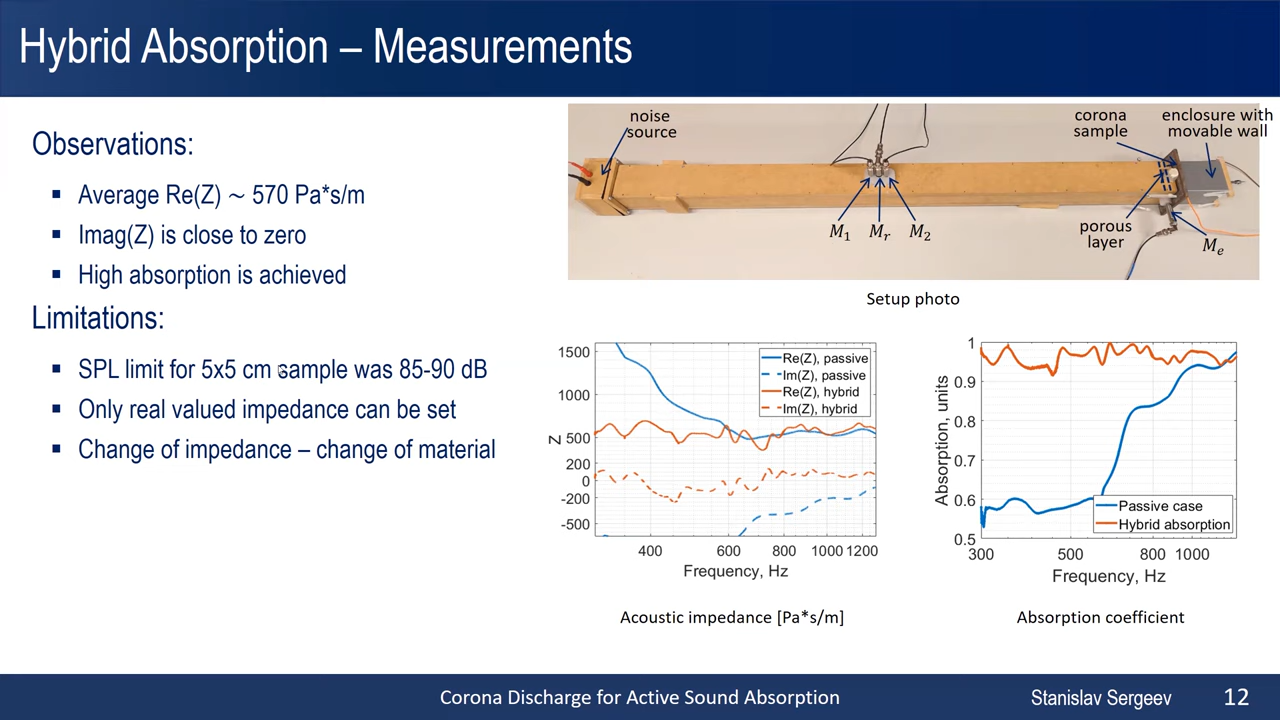 Hybrid Absorption – Measurements
Observations:
▪ Average Re(Z) ~ 570 Pa*s/m
▪ Imag(Z) is close to zero
▪ High absorption is achieved
Limitations:
▪ SPL limit for 5x5 cm sample was 85-90 dB
▪ Only real valued impedance can be set
▪ Change of impedance – change of material
noise
source
corona
sample
enclosure with
movable wall
M₁
Mᵣ
M₂
porous
layer
Mₑ
Setup photo
Z
1500
1000
500
200
0
-200
-500
Re(Z), passive
Im(Z), passive
Re(Z), hybrid
Im(Z), hybrid
400 600 800 1000 1200
Frequency, Hz
Acoustic impedance [Pa*s/m]
Absorption, units
1
0.9
0.8
0.7
0.6
0.5
Passive case
Hybrid absorption
300 500 800 1000
Frequency, Hz
Absorption coefficient
Corona Discharge for Active Sound Absorption
Stanislav Sergeev
12